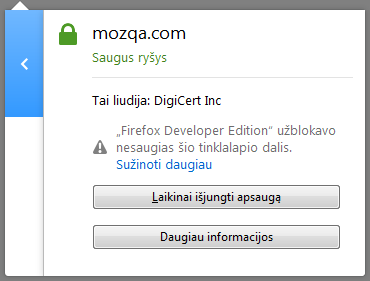 mozqa.com
Saugus ryšys
Tai liudija: DigiCert Inc
„Firefox Developer Edition“ užblokavo
nesaugias šio tinklalapio dalis.
Sužinoti daugiau
Laikinai išjungti apsaugą
Daugiau informacijos